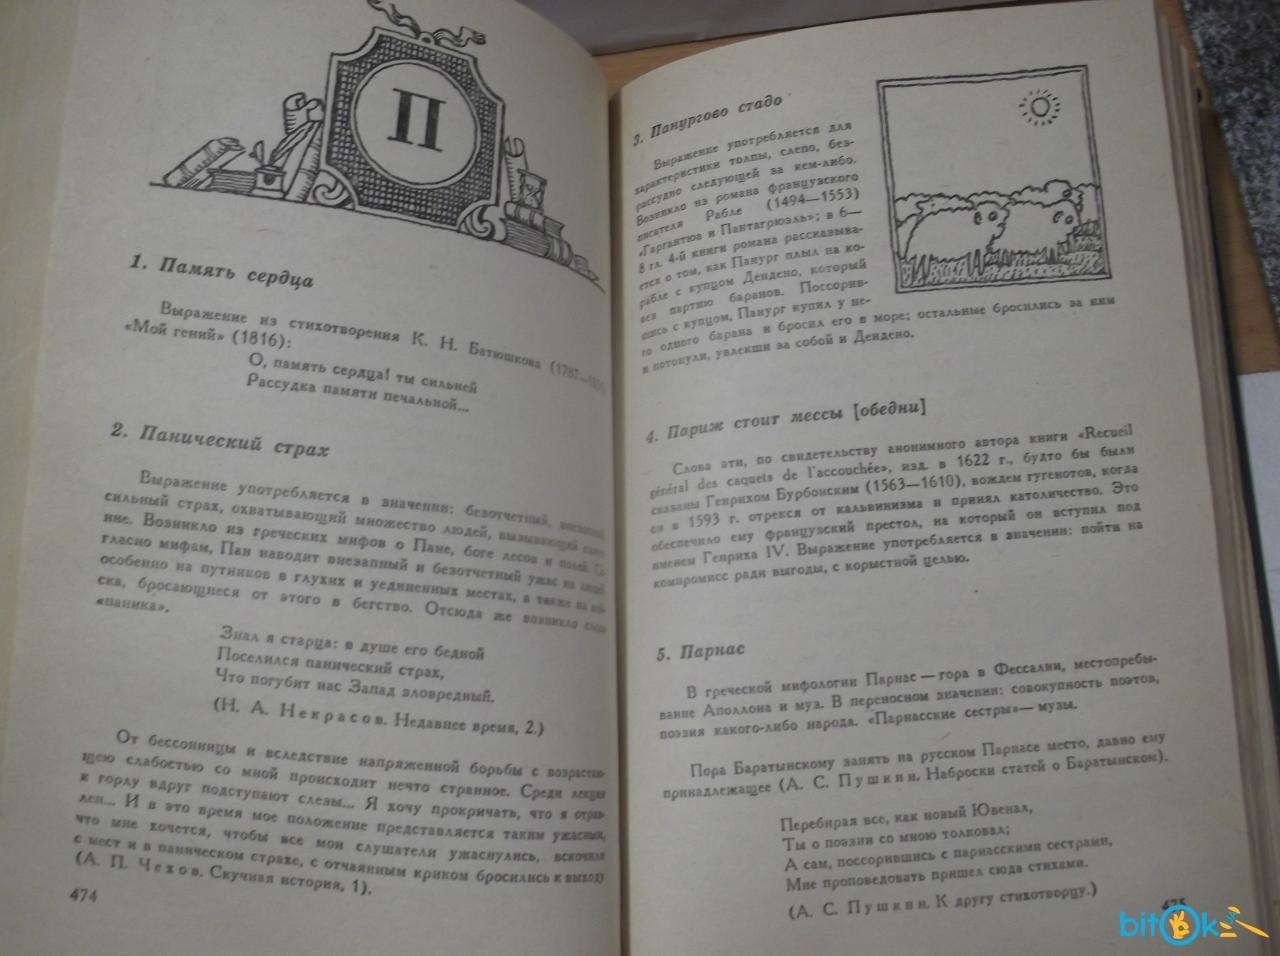 П
1. Память сердца
Выражение из стихотворения К. Н. Батюшкова (1787—
«Мой гений» (1816):
О, память сердца! ты сильней
Рассудка памяти печальной...
2. Панический страх
Выражение употребляется в значении: безотчетный, внезапный,
сильный страх, охватывающий множество людей, вызывающий
ние. Возникло из греческих мифов о Пане, боге лесов и полей. Со-
гласно мифам, Пан наводит внезапный и безотчетный ужас на людей,
особенно на путников в глухих и уединенных местах, а также на вой-
ска, бросающиеся от этого в бегство. Отсюда же возникло слово
«паника».
Знал я старца: в душе его бедной
Поселился панический страх,
Что погубит нас Запад зловредный.
(Н. А. Некрасов. Недавнее время, 2.)
От бессонницы и вследствие напряженной борьбы с возрастаю-
щею слабостью со мной происходит нечто странное. Среди лекции
к горлу вдруг подступают слезы... Я хочу прокричать, что я отрав-
лен... И в это время мое положение представляется таким ужасным,
что мне хочется, чтобы все мои слушатели ужаснулись, вскочили
с мест и в паническом страхе, с отчаянным криком бросились к выходу
(А. П. Чехов. Скучная история, 1).
474
3. Панургово стадо
Выражение употребляется для
характеристики толпы, слепо, без-
рассудно следующей за кем-либо.
Возникло из романа французского
писателя Рабле (1494—1553)
«Гаргантюа и Пантагрюэль»; в 6—
8 гл. 4-й книги романа рассказыва-
ется о том, как Панург плыл на ко-
рабле с купцом Дендено, который
вез партию баранов. Поссорив-
шись с купцом, Панург купил у не-
го одного барана и бросил его в море; остальные бросились за ним
и потонули, увлекши за собой и Дендено.
4. Париж стоит мессы [обедни]
Слова эти, по свидетельству анонимного автора книги «Recueil
général des caquets de l'accouchée», изд. в 1622 г., будто бы были
сказаны Генрихом Бурбонским (1563—1610), вождем гугенотов, когда
он в 1593 г. отрекся от кальвинизма и принял католичество. Это
обеспечило ему французский престол, на который он вступил под
именем Генриха IV. Выражение употребляется в значении: пойти на
компромисс ради выгоды, с корыстной целью.
5. Парнас
В греческой мифологии Парнас — гора в Фессалии, местопребы-
вание Аполлона и муз. В переносном значении: совокупность поэтов,
поэзия какого-либо народа. «Парнасские сестры» — музы.
Пора Баратынскому занять на русском Парнасе место, давно ему
принадлежащее (А. С. Пушкин. Наброски статей о Баратынском).
Перебирая все, как новый Ювенал,
Ты о поэзии со мною толковал;
А сам, поссорившись с парнасскими сестрами,
Мне проповедовать пришел сюда стихами.
(А. С. Пушкин. К другу стихотворцу.)
475
bitOk